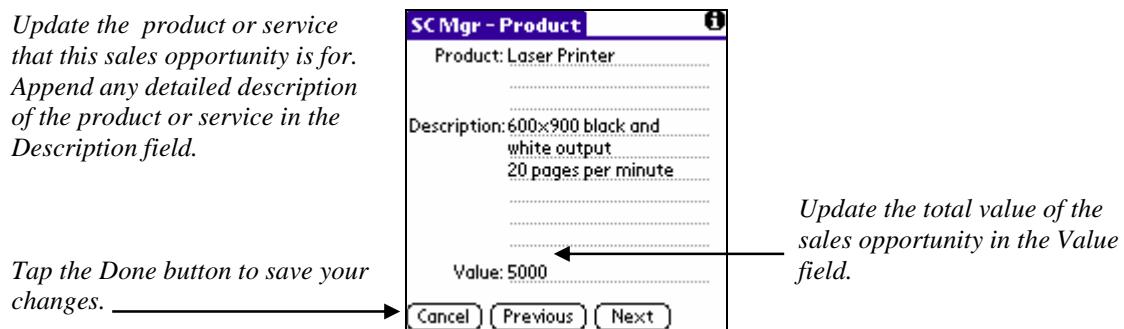 Update the product or service
that this sales opportunity is for.
Append any detailed description
of the product or service in the
Description field.
Tap the Done button to save your
changes.
SC Mgr - Product
Product: Laser Printer
Description: 600x900 black and
white output
20 pages per minute
Value: 5000
Cancel Previous Next
Update the total value of the
sales opportunity in the Value
field.